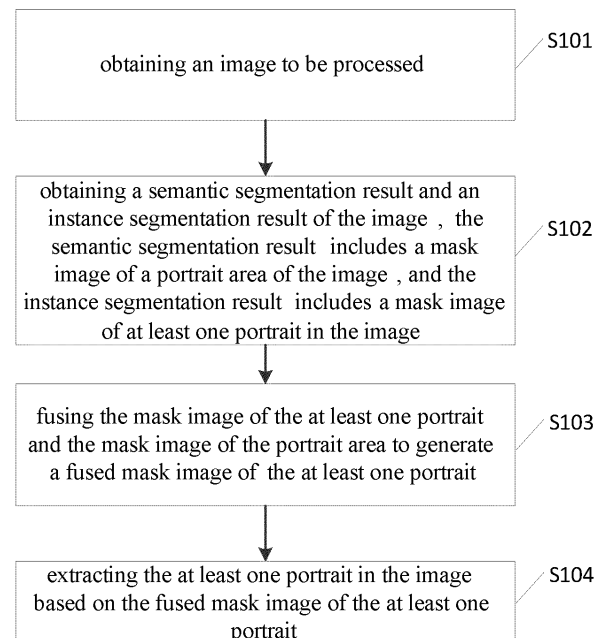 obtaining an image to be processed
S101
obtaining a semantic segmentation result and an
instance segmentation result of the image , the
semantic segmentation result includes a mask
image of a portrait area of the image , and the
instance segmentation result includes a mask image
of at least one portrait in the image
S102
fusing the mask image of the at least one portrait
and the mask image of the portrait area to generate
a fused mask image of the at least one portrait
S103
extracting the at least one portrait in the image
based on the fused mask image of the at least one
portrait
S104